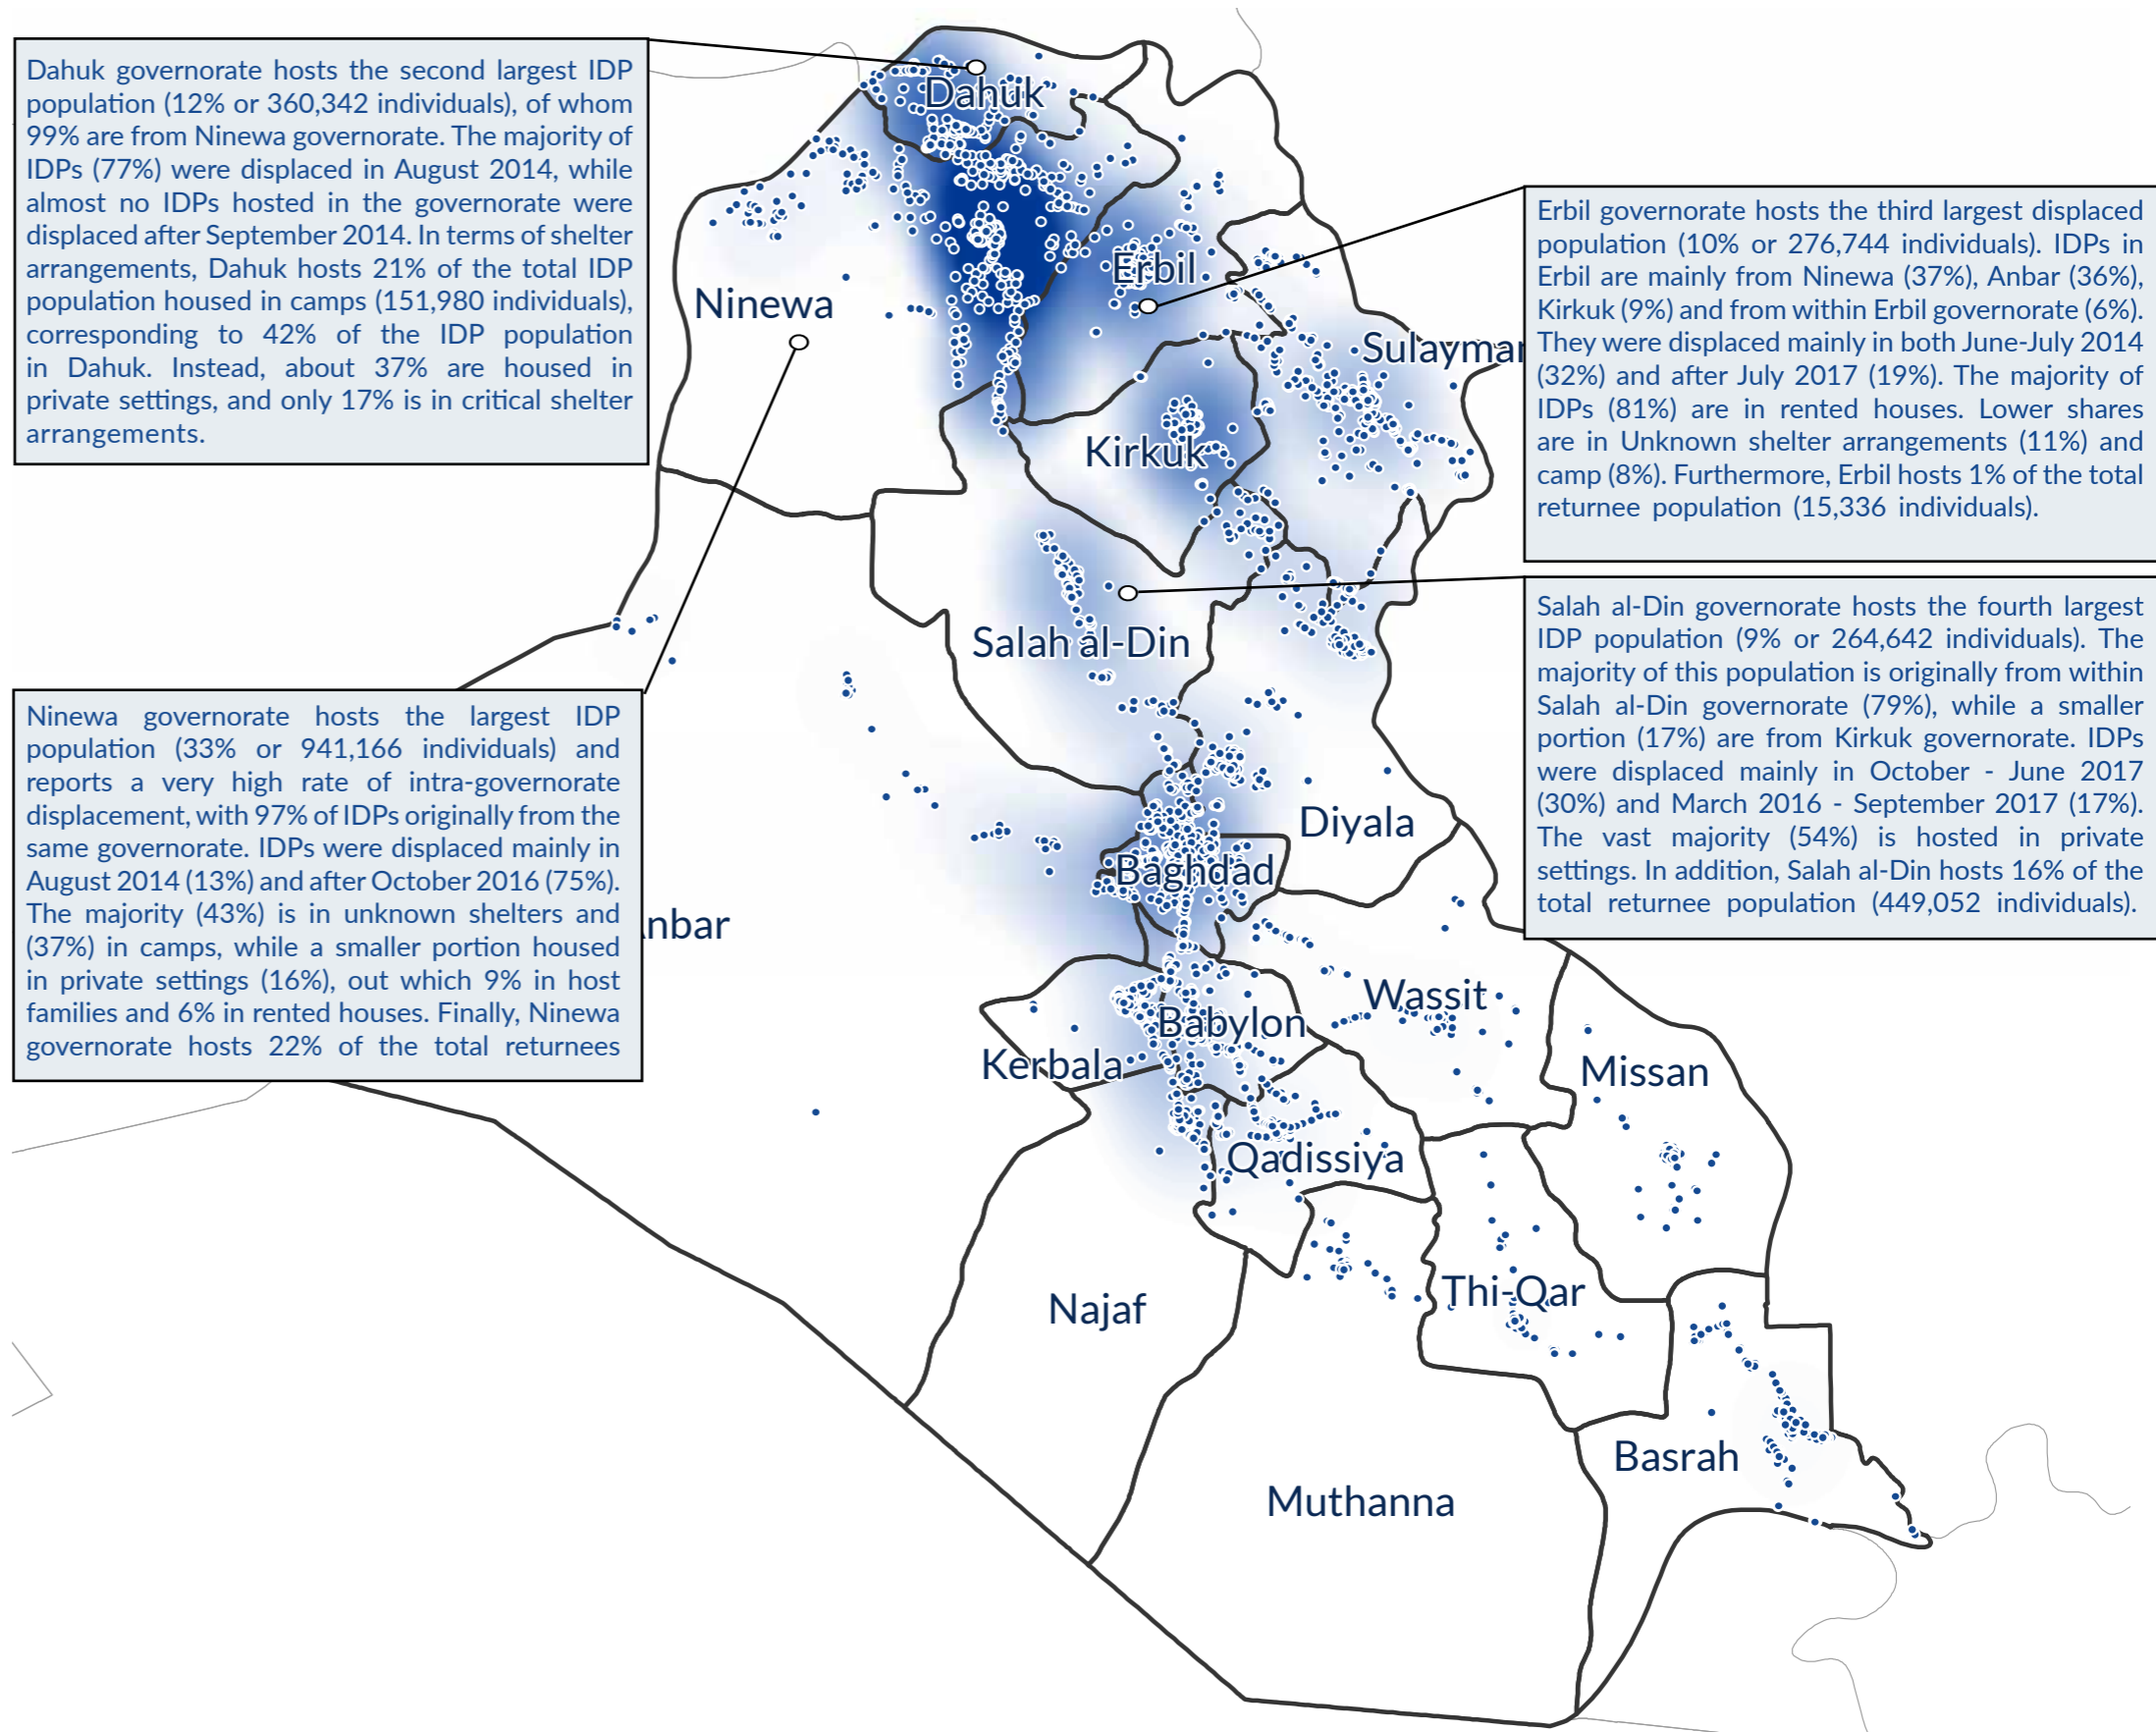 Dahuk governorate hosts the second largest IDP
population (12% or 360,342 individuals), of whom
99% are from Ninewa governorate. The majority of
IDPs (77%) were displaced in August 2014, while
almost no IDPs hosted in the governorate were
displaced after September 2014. In terms of shelter
arrangements, Dahuk hosts 21% of the total IDP
population housed in camps (151,980 individuals),
corresponding to 42% of the IDP population
in Dahuk. Instead, about 37% are housed in
private settings, and only 17% is in critical shelter
arrangements.
Erbil governorate hosts the third largest displaced
population (10% or 276,744 individuals). IDPs in
Erbil are mainly from Ninewa (37%), Anbar (36%),
Kirkuk (9%) and from within Erbil governorate (6%).
They were displaced mainly in both June-July 2014
(32%) and after July 2017 (19%). The majority of
IDPs (81%) are in rented houses. Lower shares
are in Unknown shelter arrangements (11%) and
camp (8%). Furthermore, Erbil hosts 1% of the total
returnee population (15,336 individuals).
Salah al-Din governorate hosts the fourth largest
IDP population (9% or 264,642 individuals). The
majority of this population is originally from within
Salah al-Din governorate (79%), while a smaller
portion (17%) are from Kirkuk governorate. IDPs
were displaced mainly in October - June 2017
(30%) and March 2016 - September 2017 (17%).
The vast majority (54%) is hosted in private
settings. In addition, Salah al-Din hosts 16% of the
total returnee population (449,052 individuals).
Ninewa governorate hosts the largest IDP
population (33% or 941,166 individuals) and
reports a very high rate of intra-governorate
displacement, with 97% of IDPs originally from the
same governorate. IDPs were displaced mainly in
August 2014 (13%) and after October 2016 (75%).
The majority (43%) is in unknown shelters and
(37%) in camps, while a smaller portion housed
in private settings (16%), out which 9% in host
families and 6% in rented houses. Finally, Ninewa
governorate hosts 22% of the total returnees
Dahuk
Erbil
Ninewa
Sulaymar
Kirkuk
Salah al-Din
Diyala
Baghdad
nbar
Wassit
Babylon
Kerbala
Missan
Qadissiya
Thi-Qar
Najaf
Basrah
Muthanna